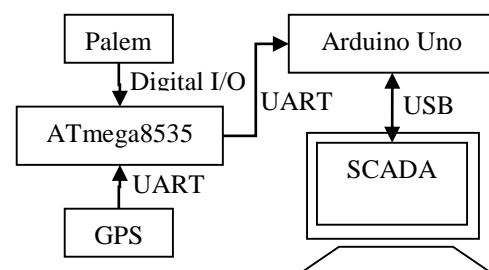 Palem
Arduino Uno
Digital I/O
UART
USB
ATmega8535
SCADA
UART
GPS